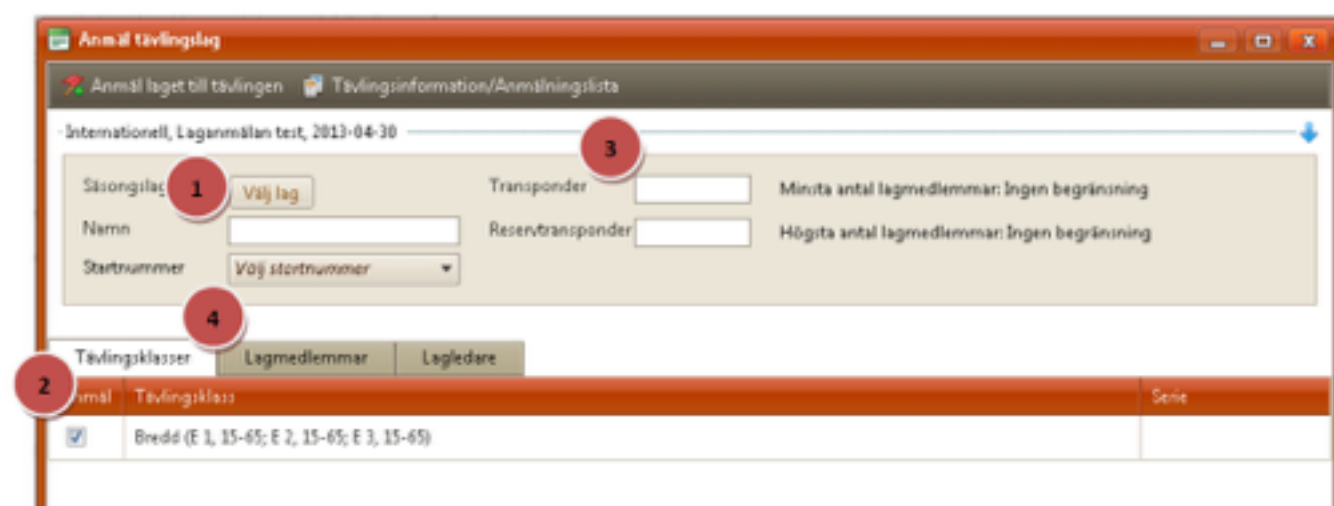 Anmäl tävlingslag
Anmäl laget till tävlingen Tävlingsinformation/Anmälningslista
Internationell, Laganmälan test, 2013-04-30
3
Säsongslag 1 Välj lag Transponder Minsta antal lagmedlemmar: Ingen begränsning
Namn Reservtransponder Högsta antal lagmedlemmar: Ingen begränsning
Startnummer Välj startnummer
4
Tävlingsklasser Lagmedlemmar Lagledare
2 Anmäl Tävlingsklass Serie
Bredd (E 1, 15-65; E 2, 15-65; E 3, 15-65)